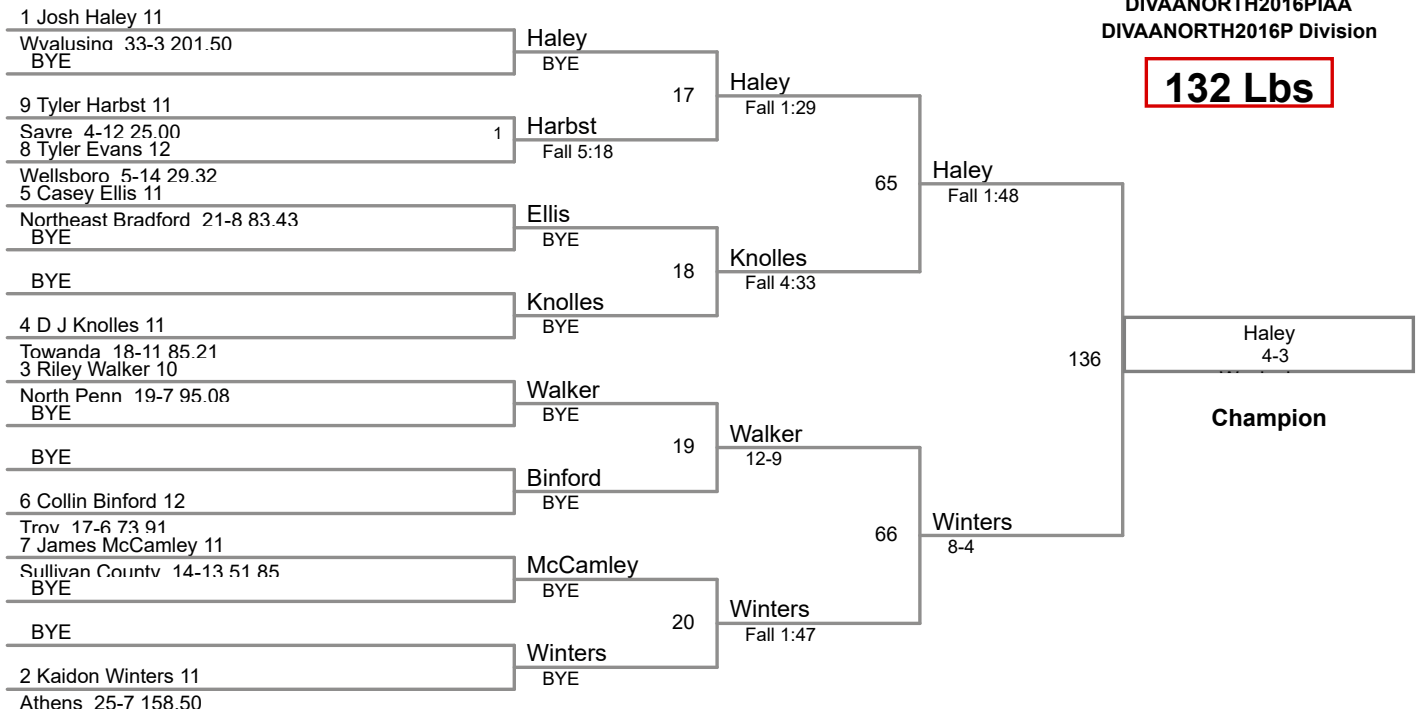 DIVAANORTH2016PIAA
DIVAANORTH2016P Division
132 Lbs
1 Josh Haley 11
Wyalusing 33-3 201.50
BYE
9 Tyler Harbst 11
Sayre 4-12 25.00
8 Tyler Evans 12
Wellsboro 5-14 29.32
5 Casey Ellis 11
Northeast Bradford 21-8 83.43
BYE
BYE
4 D J Knolles 11
Towanda 18-11 85.21
3 Riley Walker 10
North Penn 19-7 95.08
BYE
BYE
6 Collin Binford 12
Troy 17-6 73.91
7 James McCamley 11
Sullivan County 14-13 51.85
BYE
BYE
2 Kaidon Winters 11
Athens 25-7 158.50
1
Haley
BYE
Harbst
Fall 5:18
Ellis
BYE
Knolles
BYE
Walker
BYE
Binford
BYE
McCamley
BYE
Winters
BYE
17
18
19
20
Haley
Fall 1:29
Knolles
Fall 4:33
Walker
12-9
Winters
Fall 1:47
65
66
Haley
Fall 1:48
Winters
8-4
136
Haley
4-3
Champion